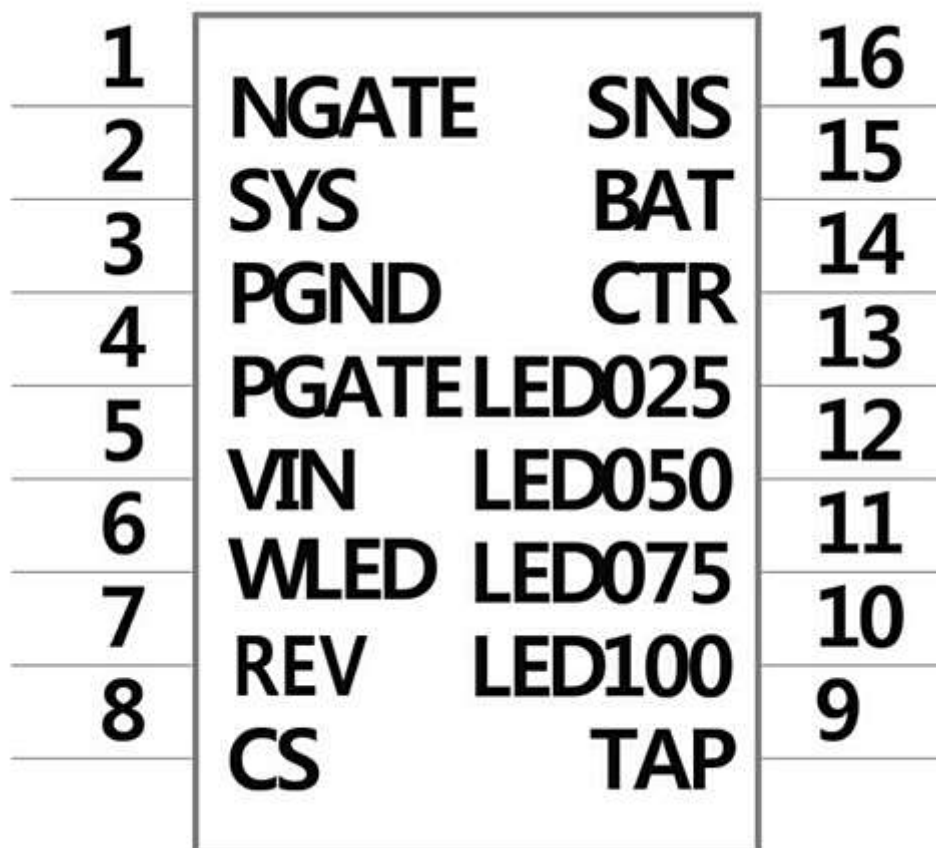 1 NGATE SNS 16
2 SYS BAT 15
3 PGND CTR 14
4 PGATE LED025 13
5 VIN LED050 12
6 WLED LED075 11
7 REV LED100 10
8 CS TAP 9